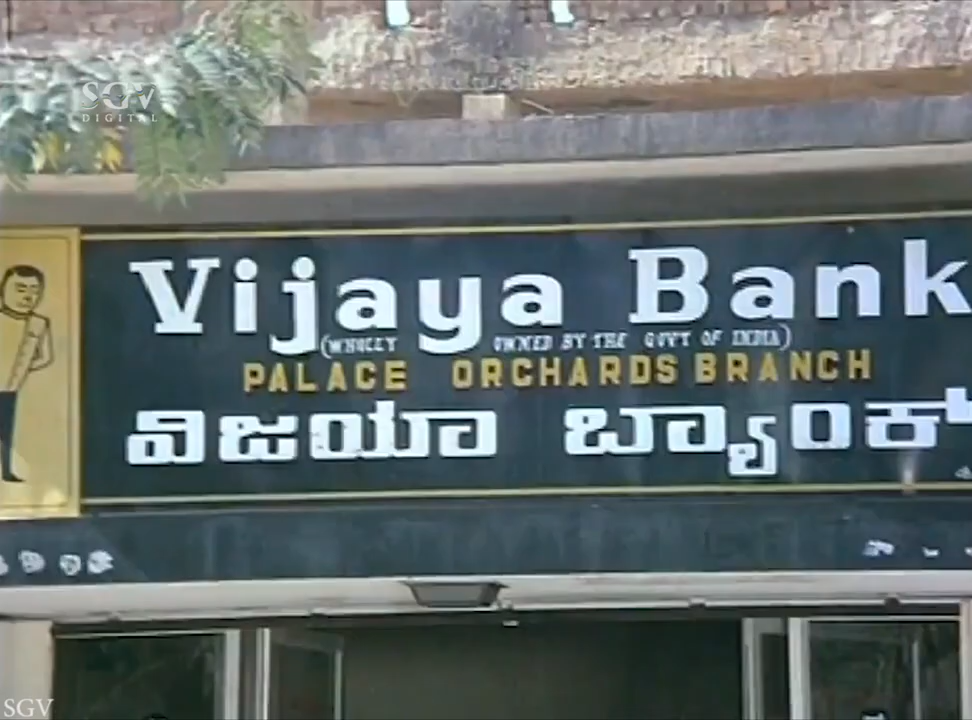 SGV
DIGITAL
Vijaya Bank
(WHOLLY OWNED BY THE GOVT OF INDIA)
PALACE ORCHARDS BRANCH
ವಿಜಯಾ ಬ್ಯಾಂಕ್
SGV